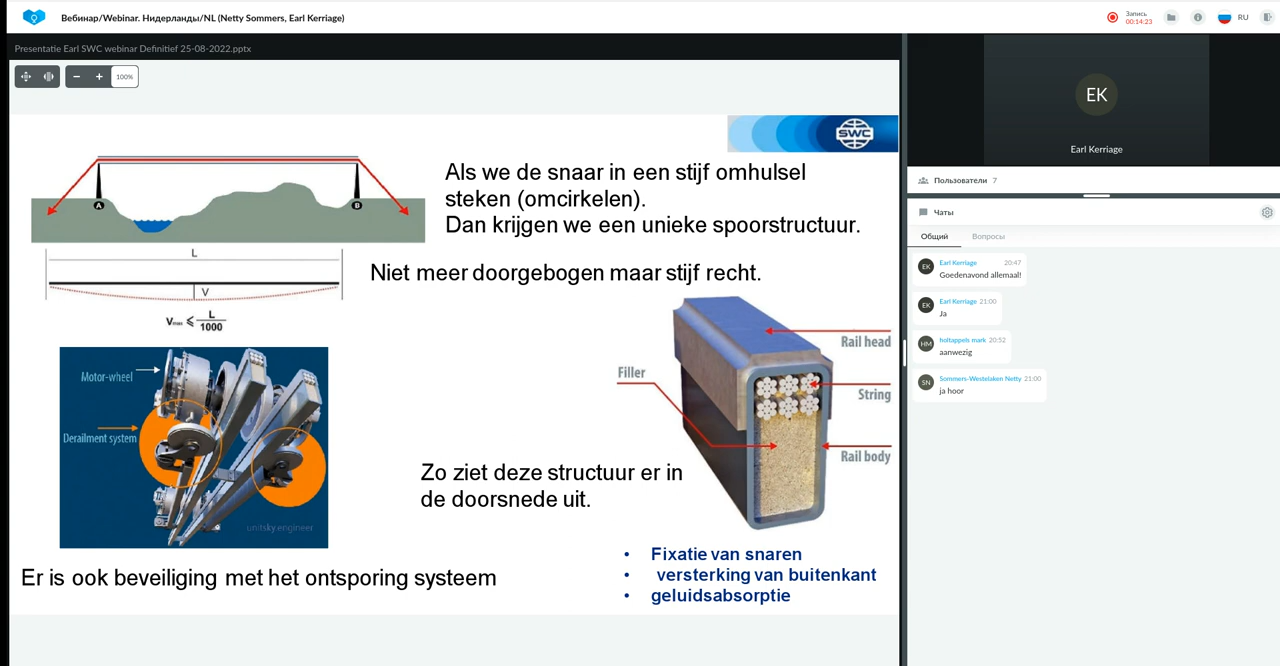 Вебинар/Webinar. Нидерланды/NL (Netty Sommers, Earl Kerriage)
Запись
00:14:23
RU
Presentatie Earl SWC webinar Definitief 25-08-2022.pptx
100%
SWC
Als we de snaar in een stijf omhulsel
steken (omcirkelen).
Dan krijgen we een unieke spoorstructuur.
A
B
L
V
Vmax ⩽ L/1000
Niet meer doorgebogen maar stijf recht.
Motor-wheel
Derailment system
unitsky.engineer
Rail head
Filler
String
Rail body
Zo ziet deze structuur er in
de doorsnede uit.
Er is ook beveiliging met het ontsporing systeem
• Fixatie van snaren
• versterking van buitenkant
• geluidsabsorptie
EK
Earl Kerriage
Пользователи 7
Чаты
Общий Вопросы
EK
Earl Kerriage 20:47
Goedenavond allemaal!
EK
Earl Kerriage 21:00
Ja
HM
holtappels mark 20:52
aanwezig
SN
Sommers-Westelaken Netty 21:00
ja hoor